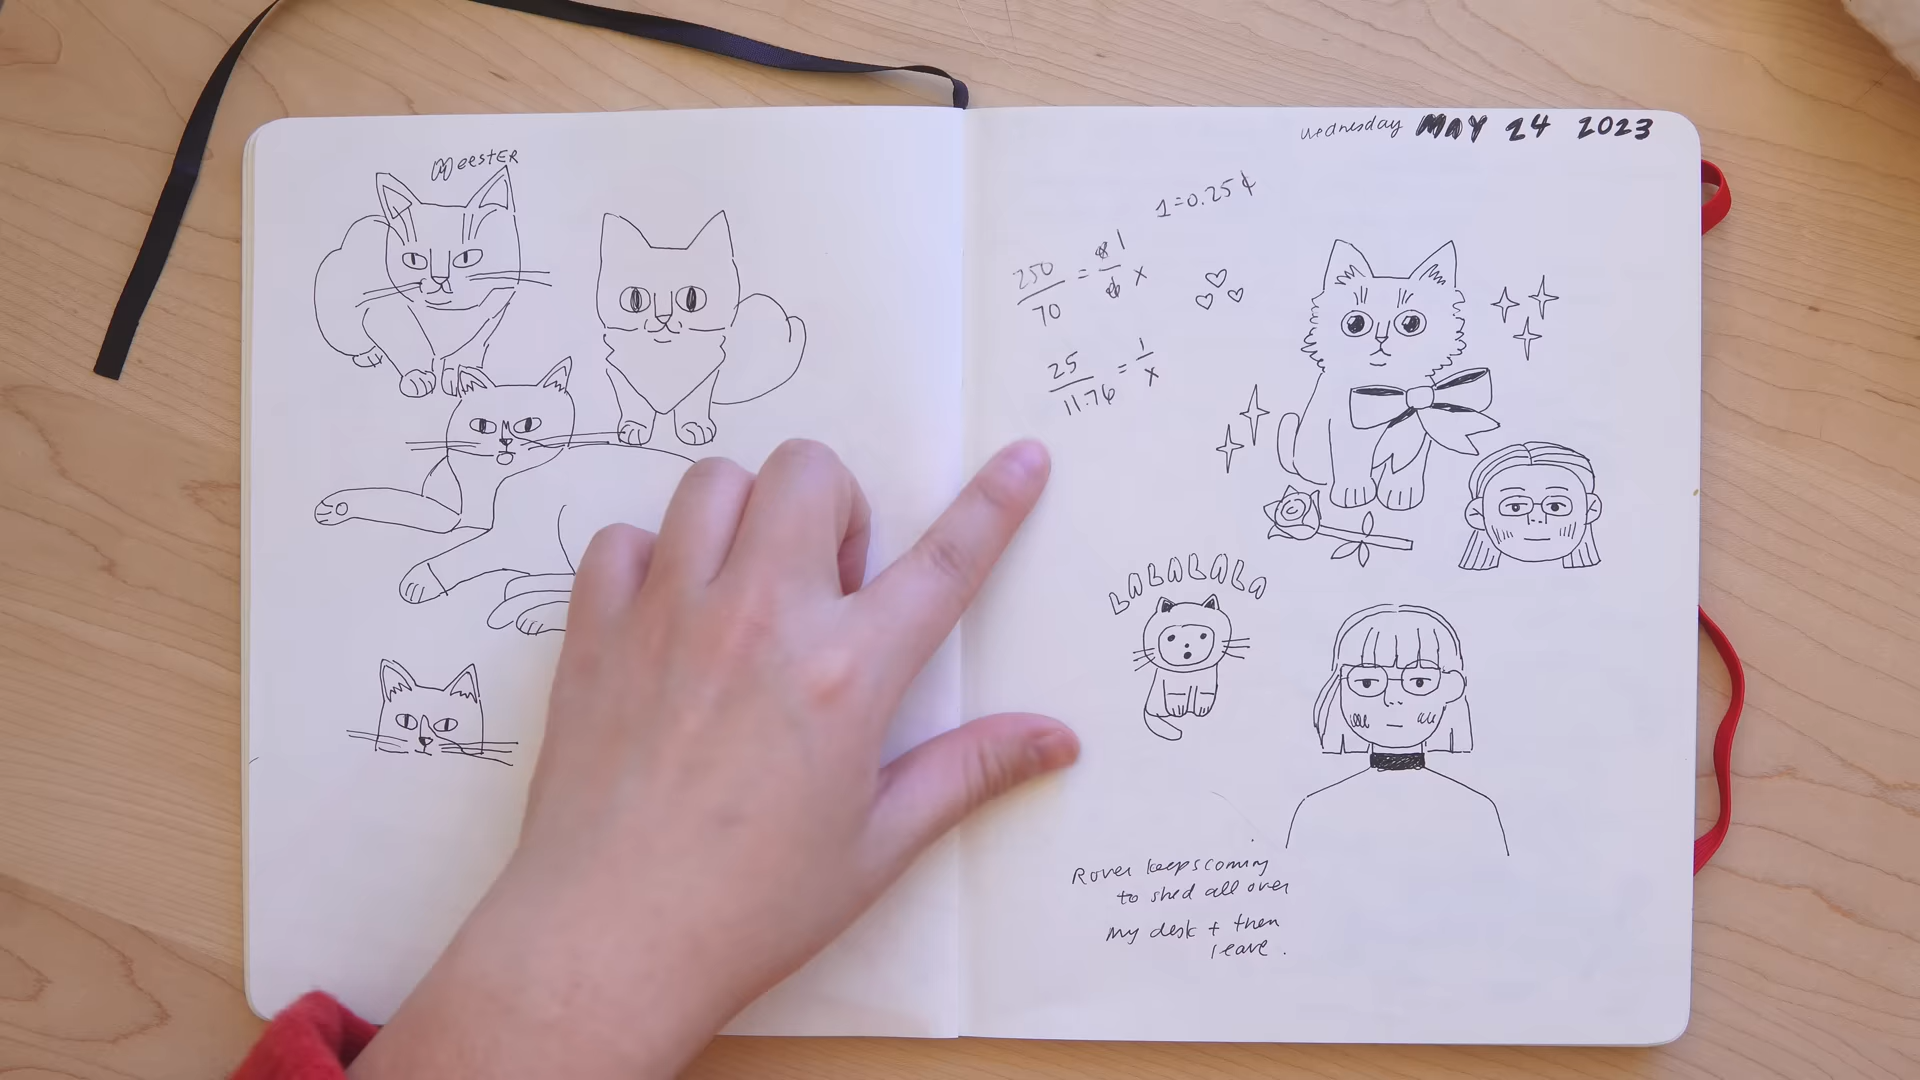 MeesTER
wednesday MAY 24 2023
1=0.25¢
250/70 = 1/6 x
25/11.76 = 1/x
LALALALA
Rover keeps coming
to shed all over
my desk + then
leave.